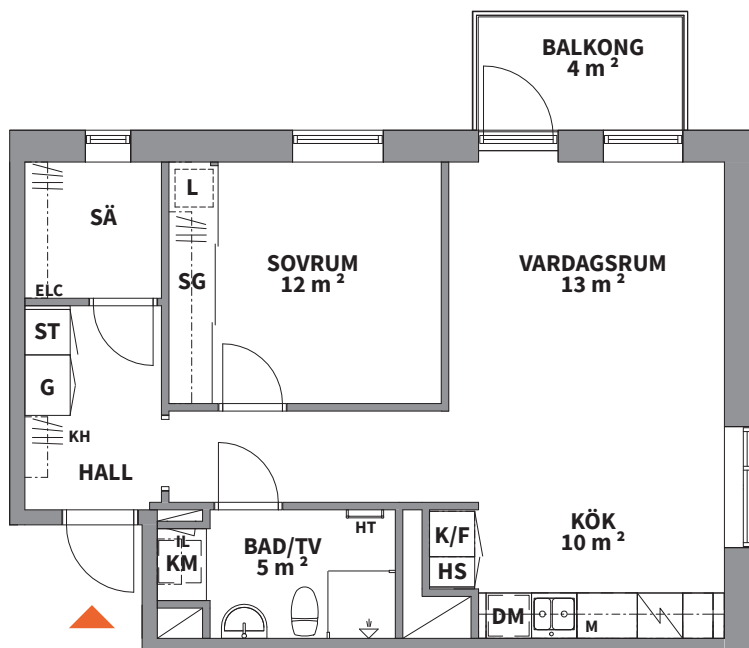 BALKONG
4 m ²
L
SÄ
SG
SOVRUM
12 m ²
VARDAGSRUM
13 m ²
ELC
ST
G
KH
HALL
IL
KM
BAD/TV
5 m ²
HT
K/F
HS
KÖK
10 m ²
DM
M